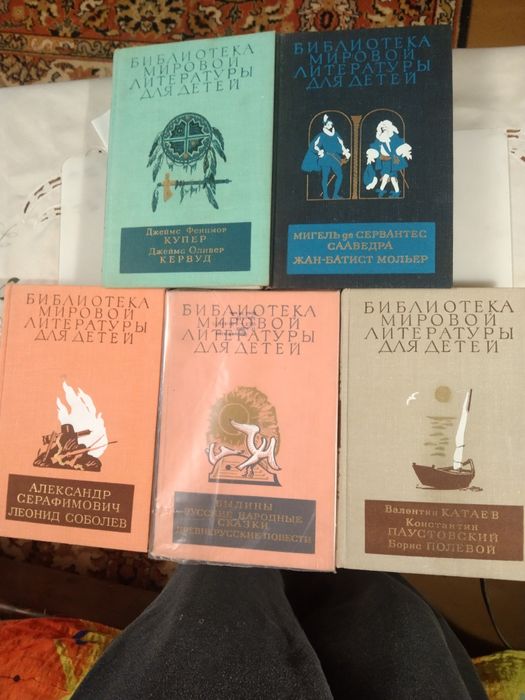 БИБЛИОТЕКА
МИРОВОЙ
ЛИТЕРАТУРЫ
ДЛЯ ДЕТЕЙ
Джеймс Фенимор
КУПЕР
Джеймс Оливер
КЕРВУД
БИБЛИОТЕКА
МИРОВОЙ
ЛИТЕРАТУРЫ
ДЛЯ ДЕТЕЙ
МИГЕЛЬ де СЕРВАНТЕС
СААВЕДРА
ЖАН-БАТИСТ МОЛЬЕР
БИБЛИОТЕКА
МИРОВОЙ
ЛИТЕРАТУРЫ
ДЛЯ ДЕТЕЙ
АЛЕКСАНДР
СЕРАФИМОВИЧ
ЛЕОНИД СОБОЛЕВ
БИБЛИОТЕКА
МИРОВОЙ
ЛИТЕРАТУРЫ
ДЛЯ ДЕТЕЙ
БЫЛИНЫ
РУССКИЕ НАРОДНЫЕ
СКАЗКИ
ДРЕВНЕРУССКИЕ ПОВЕСТИ
БИБЛИОТЕКА
МИРОВОЙ
ЛИТЕРАТУРЫ
ДЛЯ ДЕТЕЙ
Валентин КАТАЕВ
Константин
ПАУСТОВСКИЙ
Борис ПОЛЕВОЙ